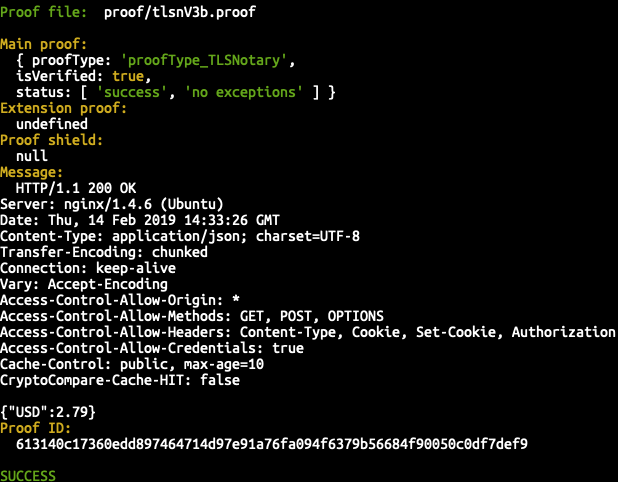 Proof file:  proof/tlsnV3b.proof
Main proof:
{ proofType: 'proofType_TLSNotary',
isVerified: true,
status: [ 'success', 'no exceptions' ] }
Extension proof:
undefined
Proof shield:
null
Message:
HTTP/1.1 200 OK
Server: nginx/1.4.6 (Ubuntu)
Date: Thu, 14 Feb 2019 14:33:26 GMT
Content-Type: application/json; charset=UTF-8
Transfer-Encoding: chunked
Connection: keep-alive
Vary: Accept-Encoding
Access-Control-Allow-Origin: *
Access-Control-Allow-Methods: GET, POST, OPTIONS
Access-Control-Allow-Headers: Content-Type, Cookie, Set-Cookie, Authorization
Access-Control-Allow-Credentials: true
Cache-Control: public, max-age=10
CryptoCompare-Cache-HIT: false
{"USD":2.79}
Proof ID:
613140c17360edd897464714d97e91a76fa094f6379b56684f90050c0df7def9
SUCCESS